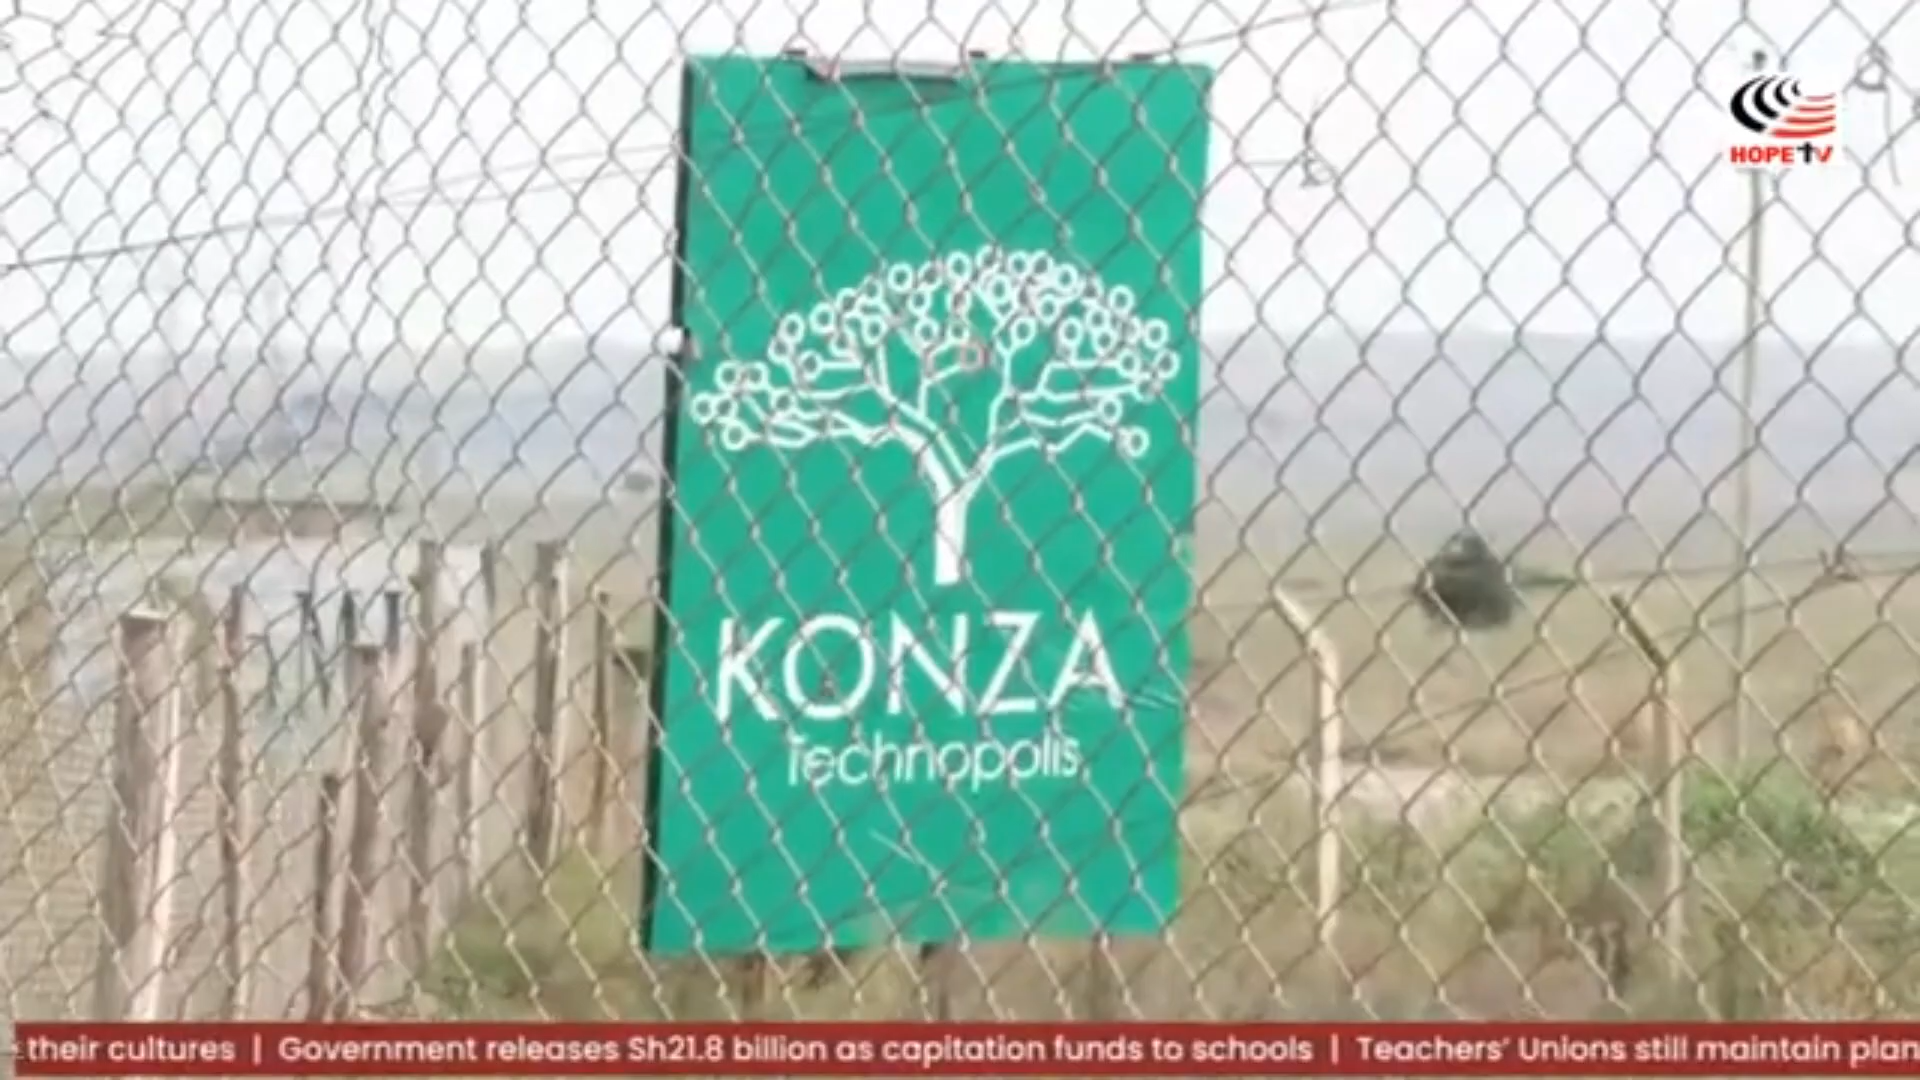 HOPE TV
KONZA
Technopolis
their cultures | Government releases Sh21.8 billion as capitation funds to schools | Teachers' Unions still maintain plan